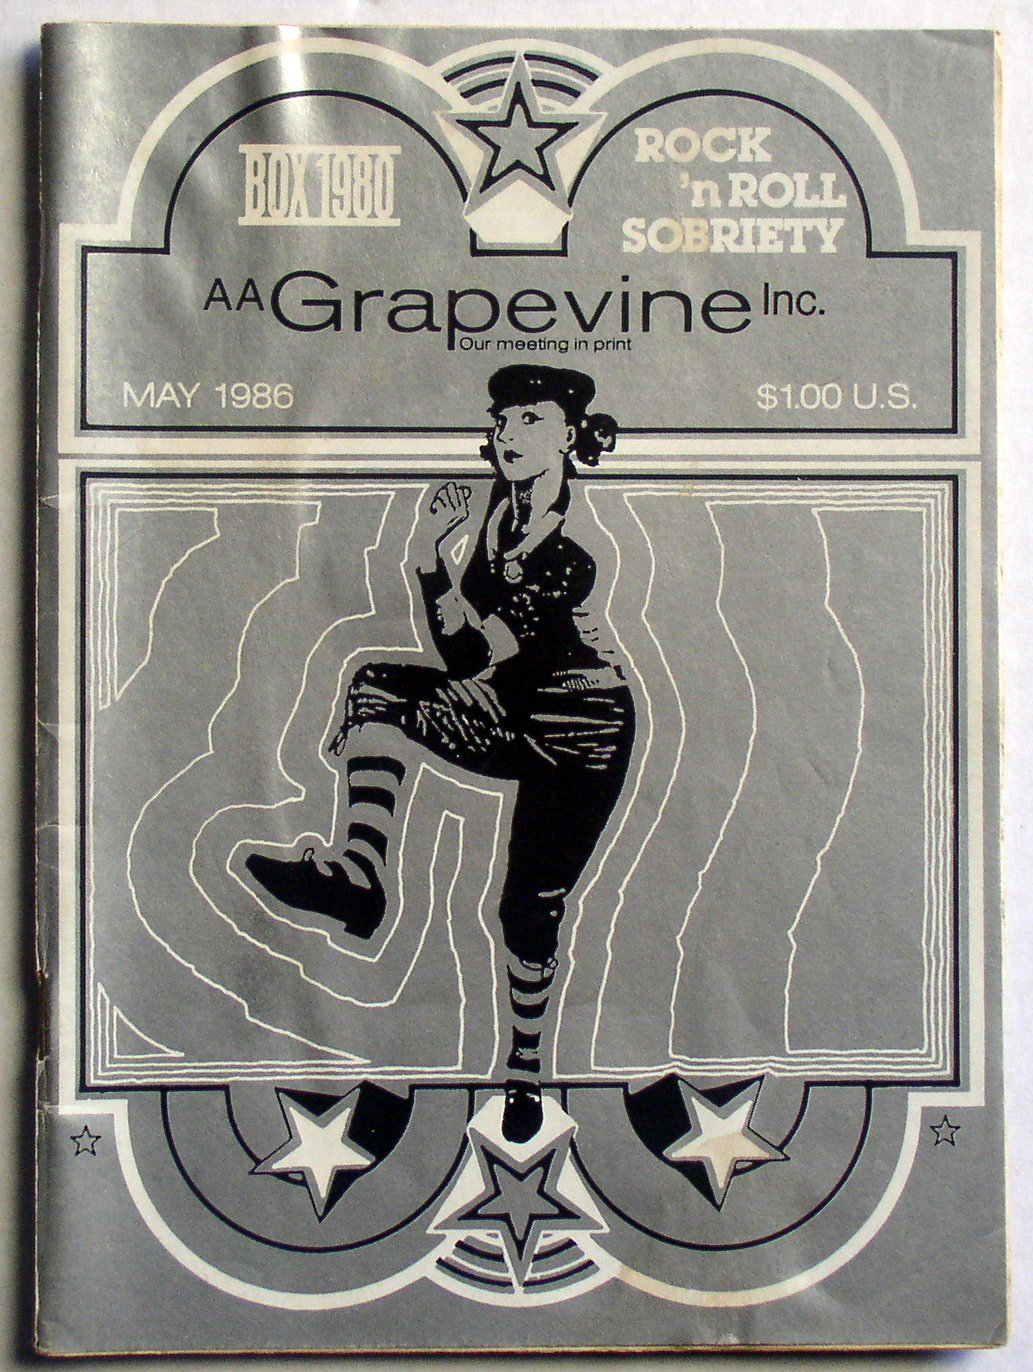 BOX 1980
ROCK
'n ROLL
SOBRIETY
AA Grapevine Inc.
Our meeting in print
MAY 1986
$1.00 U.S.